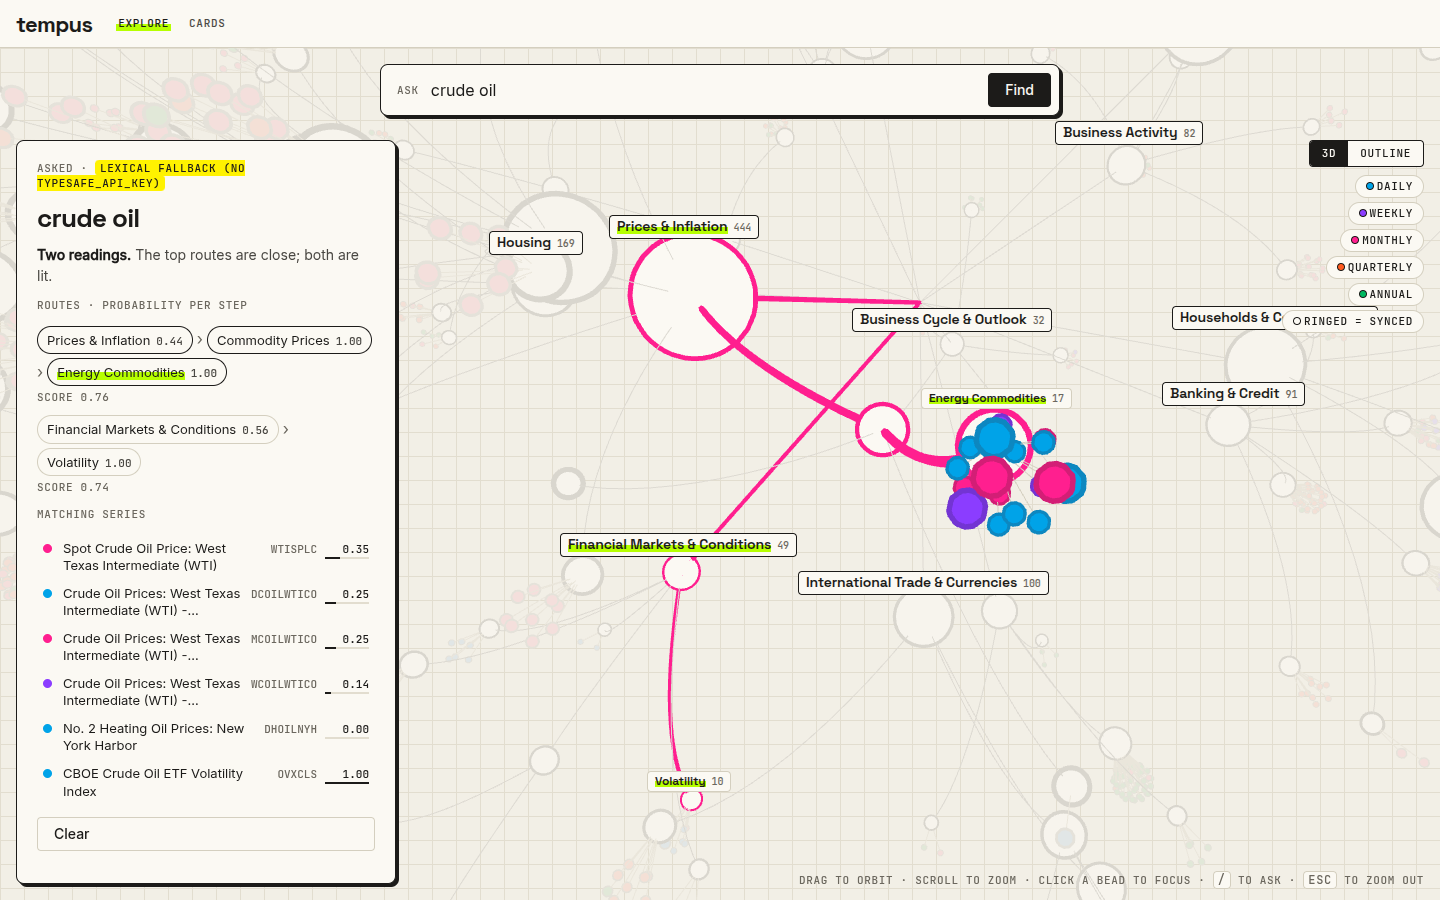 tempus
EXPLORE
CARDS
ASK crude oil
Find
Business Activity 82
3D OUTLINE
DAILY
WEEKLY
MONTHLY
QUARTERLY
ANNUAL
RINGED = SYNCED
ASKED · LEXICAL FALLBACK (NO
TYPESAFE_API_KEY)
crude oil
Two readings. The top routes are close; both are
lit.
ROUTES · PROBABILITY PER STEP
Prices & Inflation 0.44 › Commodity Prices 1.00
› Energy Commodities 1.00
SCORE 0.76
Financial Markets & Conditions 0.56 ›
Volatility 1.00
SCORE 0.74
MATCHING SERIES
Spot Crude Oil Price: West WTISPLC 0.35
Texas Intermediate (WTI)
Crude Oil Prices: West Texas DCOILWTICO 0.25
Intermediate (WTI) -...
Crude Oil Prices: West Texas MCOILWTICO 0.25
Intermediate (WTI) -...
Crude Oil Prices: West Texas WCOILWTICO 0.14
Intermediate (WTI) -...
No. 2 Heating Oil Prices: New DHOILNYH 0.00
York Harbor
CBOE Crude Oil ETF Volatility OVXCLS 1.00
Index
Clear
Prices & Inflation 444
Housing 169
Business Cycle & Outlook 32
Households & C
Banking & Credit 91
Energy Commodities 17
Financial Markets & Conditions 49
International Trade & Currencies 100
Volatility 10
DRAG TO ORBIT · SCROLL TO ZOOM · CLICK A BEAD TO FOCUS · / TO ASK · ESC TO ZOOM OUT